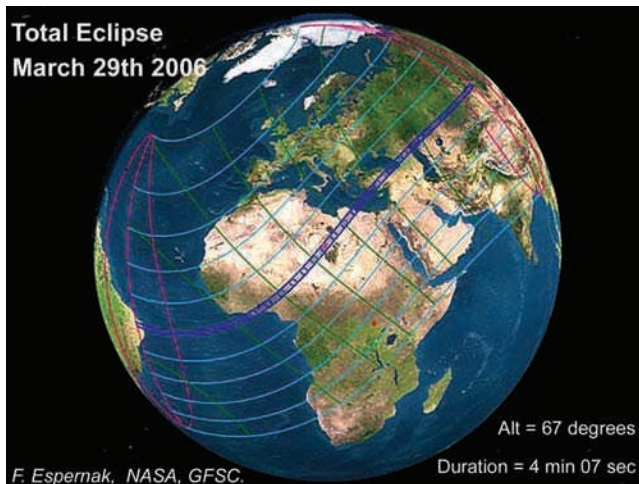 Total Eclipse
March 29th 2006
Alt = 67 degrees
Duration = 4 min 07 sec
F. Espernak, NASA, GFSC.